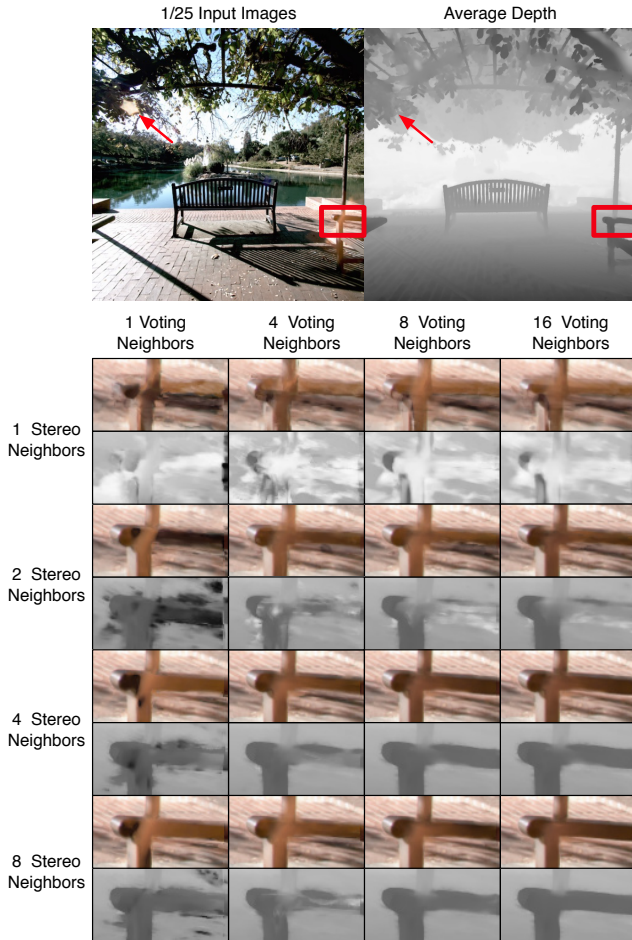 1/25 Input Images
Average Depth
1 Voting
Neighbors
4 Voting
Neighbors
8 Voting
Neighbors
16 Voting
Neighbors
1 Stereo
Neighbors
2 Stereo
Neighbors
4 Stereo
Neighbors
8 Stereo
Neighbors